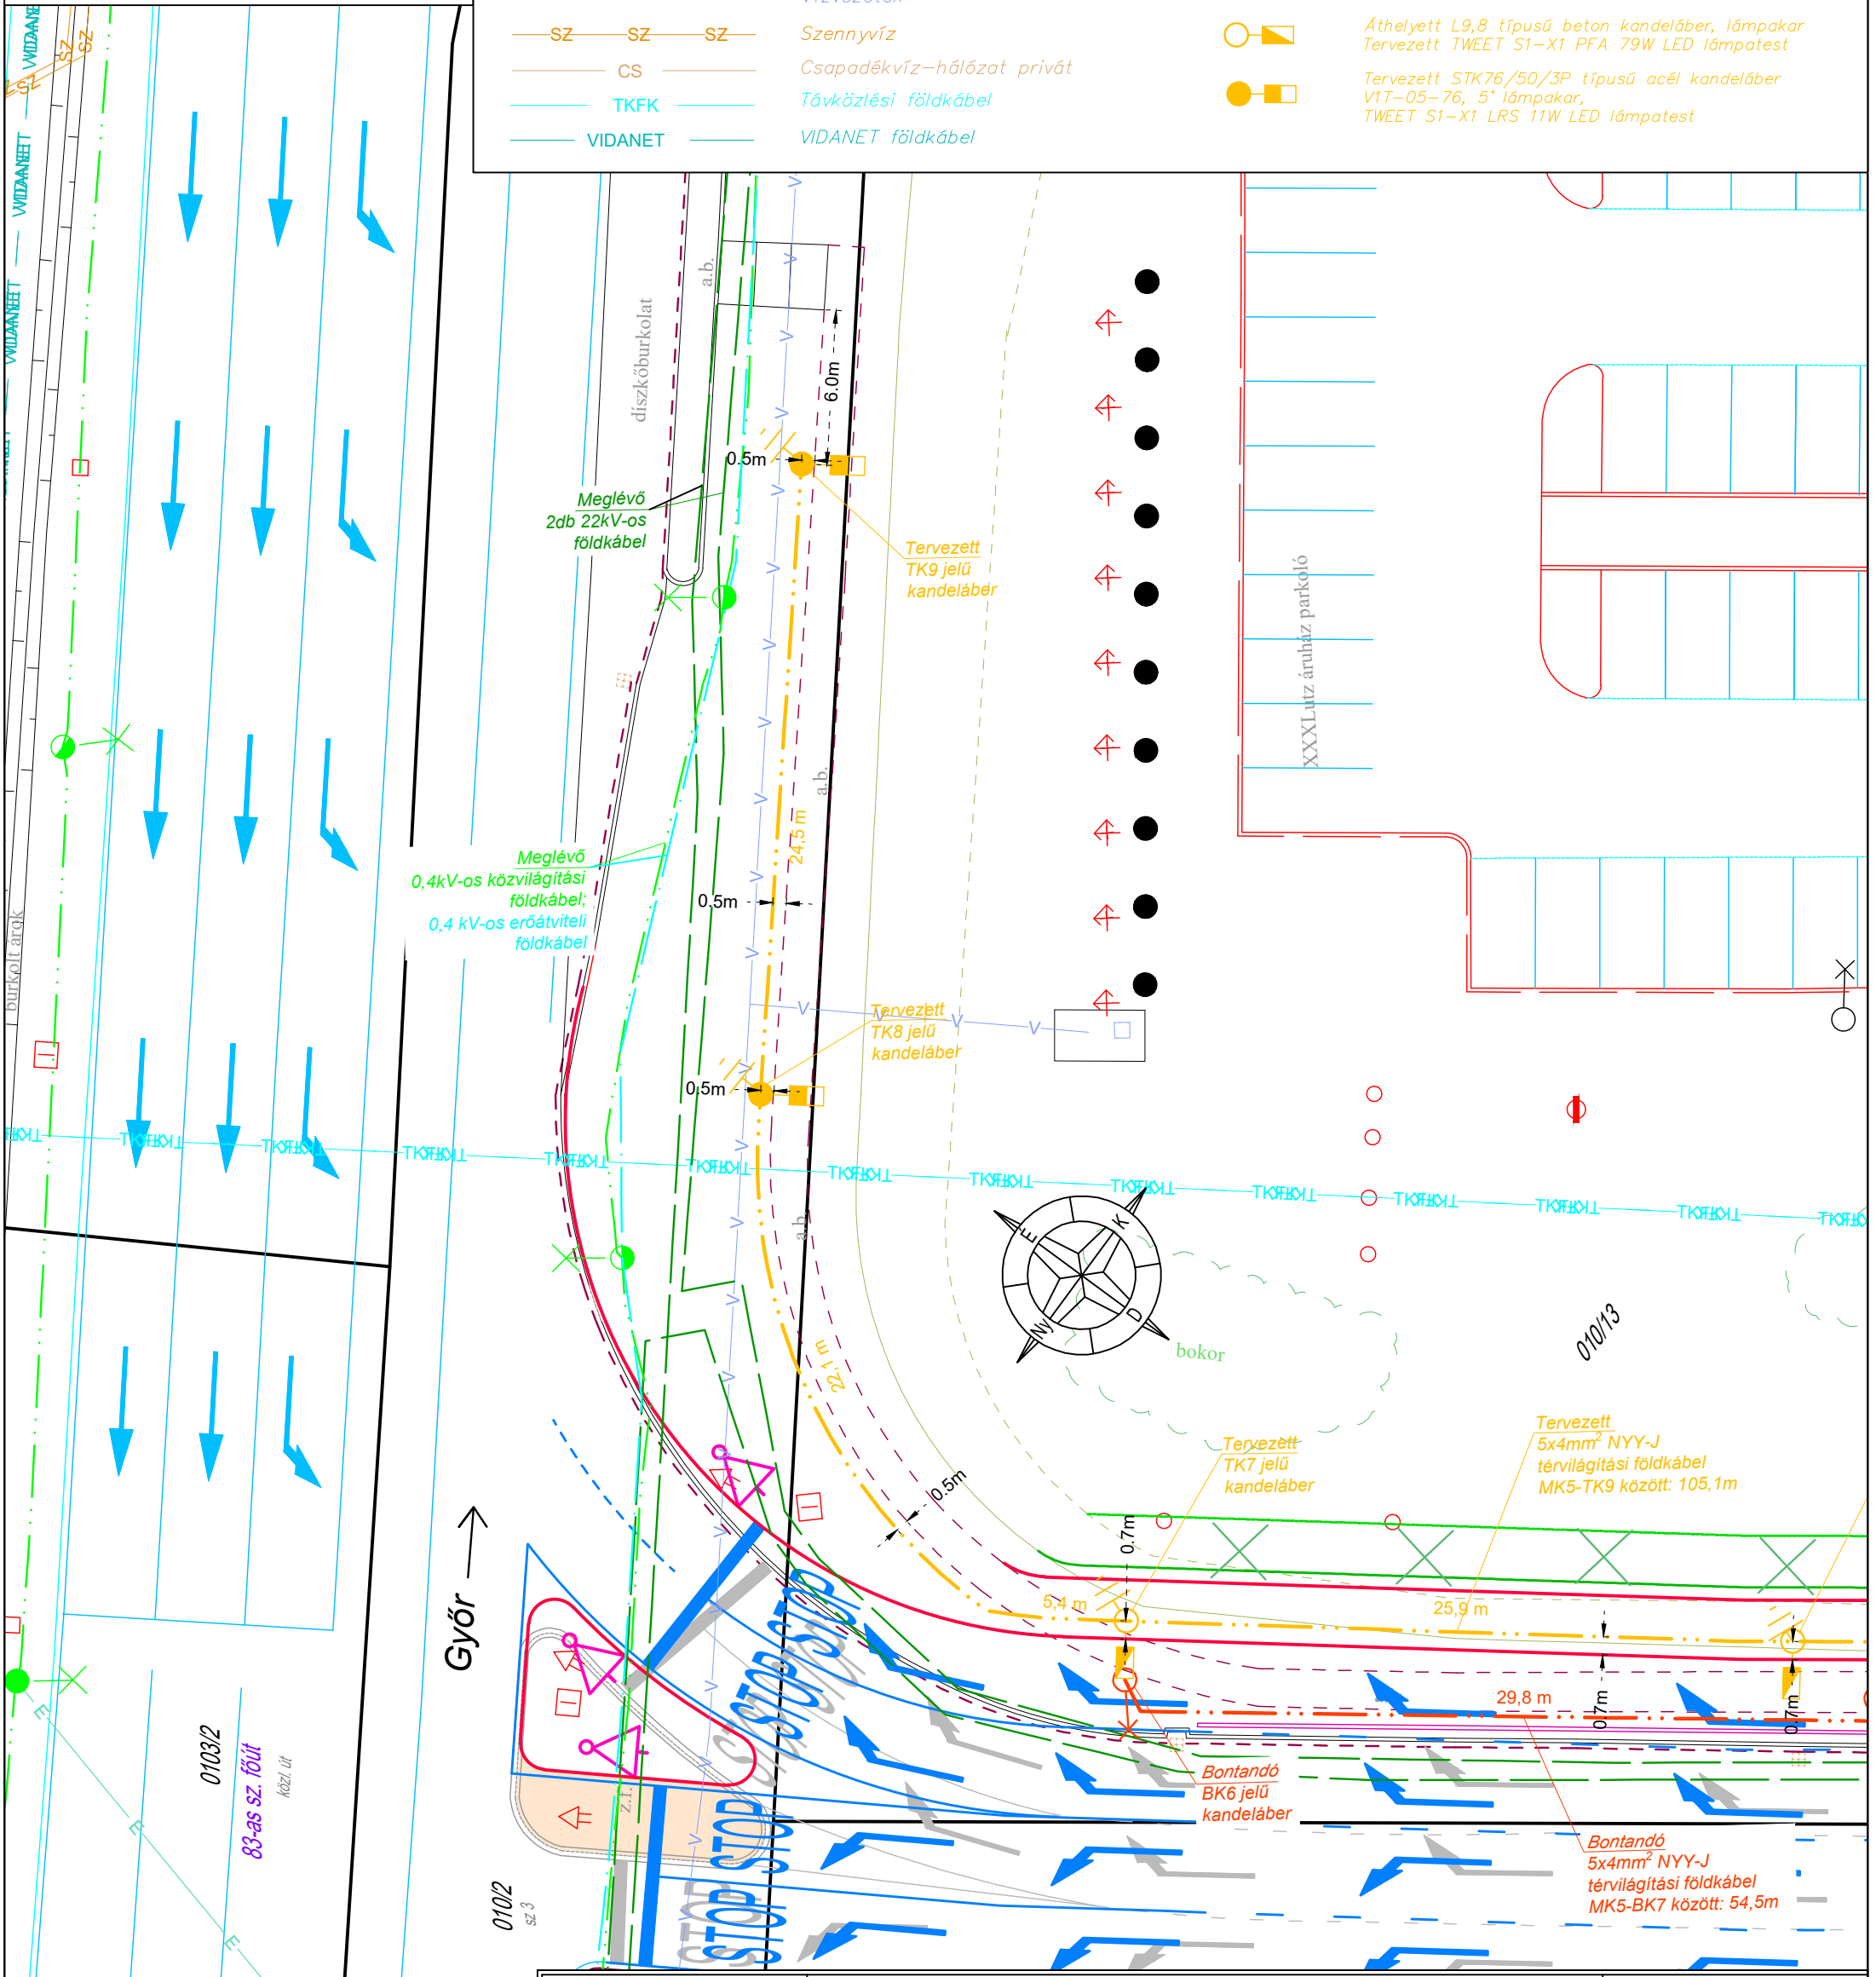 SZ SZ SZ
Szennyvíz
CS
Csapadékvíz-hálózat privát
TKFK
Távközlési földkábel
VIDANET
VIDANET földkábel
Áthelyett L9,8 típusú beton kandeláber, lámpakar
Tervezett TWEET S1-X1 PFA 79W LED lámpatest
Tervezett STK76/50/3P típusú acél kandeláber
V1T-05-76, 5° lámpakar,
TWEET S1-X1 LRS 11W LED lámpatest
a.b.
díszkőburkolat
6.0m
0.5m
Meglévő
2db 22kV-os
földkábel
Tervezett
TK9 jelű
kandeláber
XXXLutz áruház parkoló
a.b.
24,5 m
Meglévő
0,4kV-os közvilágítási
földkábel;
0,4 kV-os erőátviteli
földkábel
0.5m
burkolt árok
Tervezett
TK8 jelű
kandeláber
0.5m
a.b.
É
K
D
Ny
bokor
010/13
22,1 m
0.5m
Tervezett
TK7 jelű
kandeláber
Tervezett
5x4mm² NYY-J
térvilágítási földkábel
MK5-TK9 között: 105,1m
0.7m
5,4 m
25,9 m
Győr
29,8 m
0.7m
0.7m
STOP STOP
STOP STOP
Bontandó
BK6 jelű
kandeláber
Bontandó
5x4mm² NYY-J
térvilágítási földkábel
MK5-BK7 között: 54,5m
z.f.
0103/2
83-as sz. főút
közl. út
010/2
sz 3
E
E
E